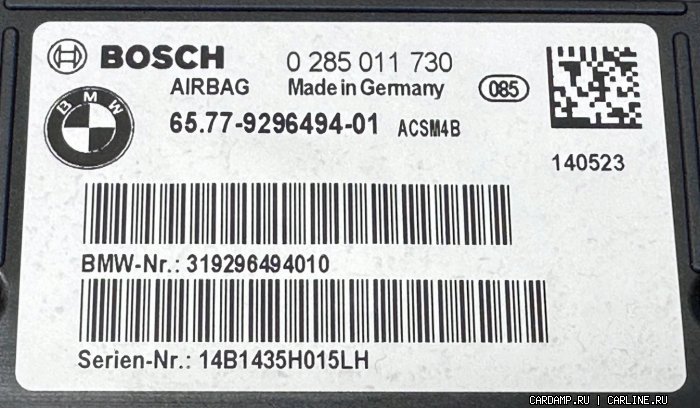 BOSCH 0 285 011 730
AIRBAG Made in Germany 085
BMW
65.77-9296494-01 ACSM4B
140523
BMW-Nr.: 319296494010
Serien-Nr.: 14B1435H015LH
CARDAMP.RU | CARLINE.RU